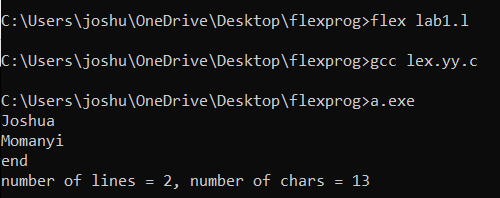 C:\Users\joshu\OneDrive\Desktop\flexprog>flex lab1.l
C:\Users\joshu\OneDrive\Desktop\flexprog>gcc lex.yy.c
C:\Users\joshu\OneDrive\Desktop\flexprog>a.exe
Joshua
Momanyi
end
number of lines = 2, number of chars = 13